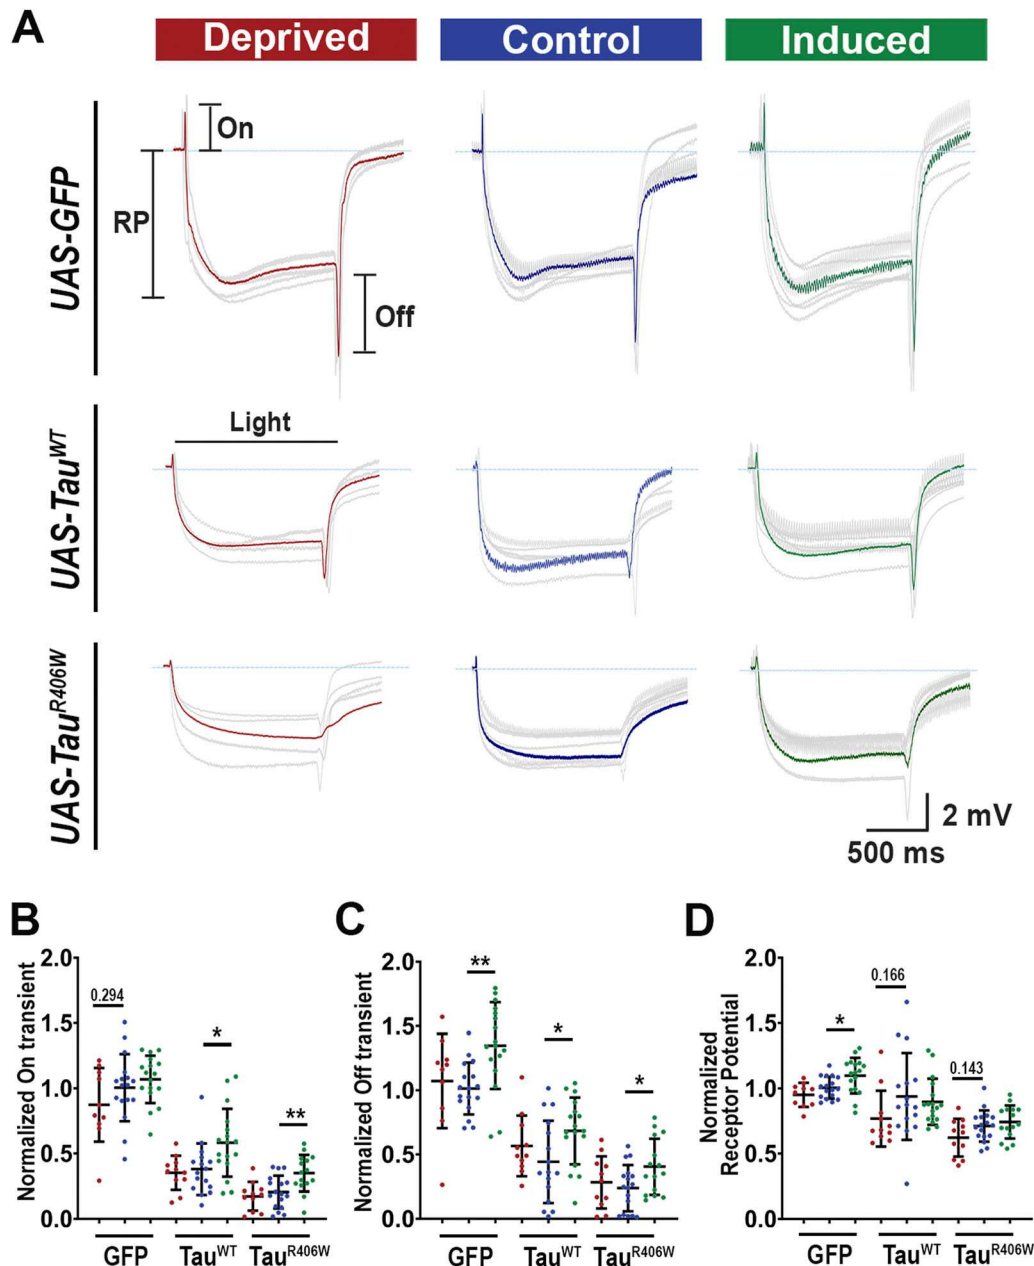 A
Deprived
Control
Induced
UAS-GFP
On
RP
Off
UAS-Tau^WT
Light
UAS-Tau^R406W
2 mV
500 ms
B
Normalized On transient
2.0
1.5
1.0
0.5
0.0
0.294
*
**
GFP
Tau^WT
Tau^R406W
C
Normalized Off transient
2.0
1.5
1.0
0.5
0.0
**
*
*
GFP
Tau^WT
Tau^R406W
D
Normalized
Receptor Potential
2.0
1.5
1.0
0.5
0.0
*
0.166
0.143
GFP
Tau^WT
Tau^R406W